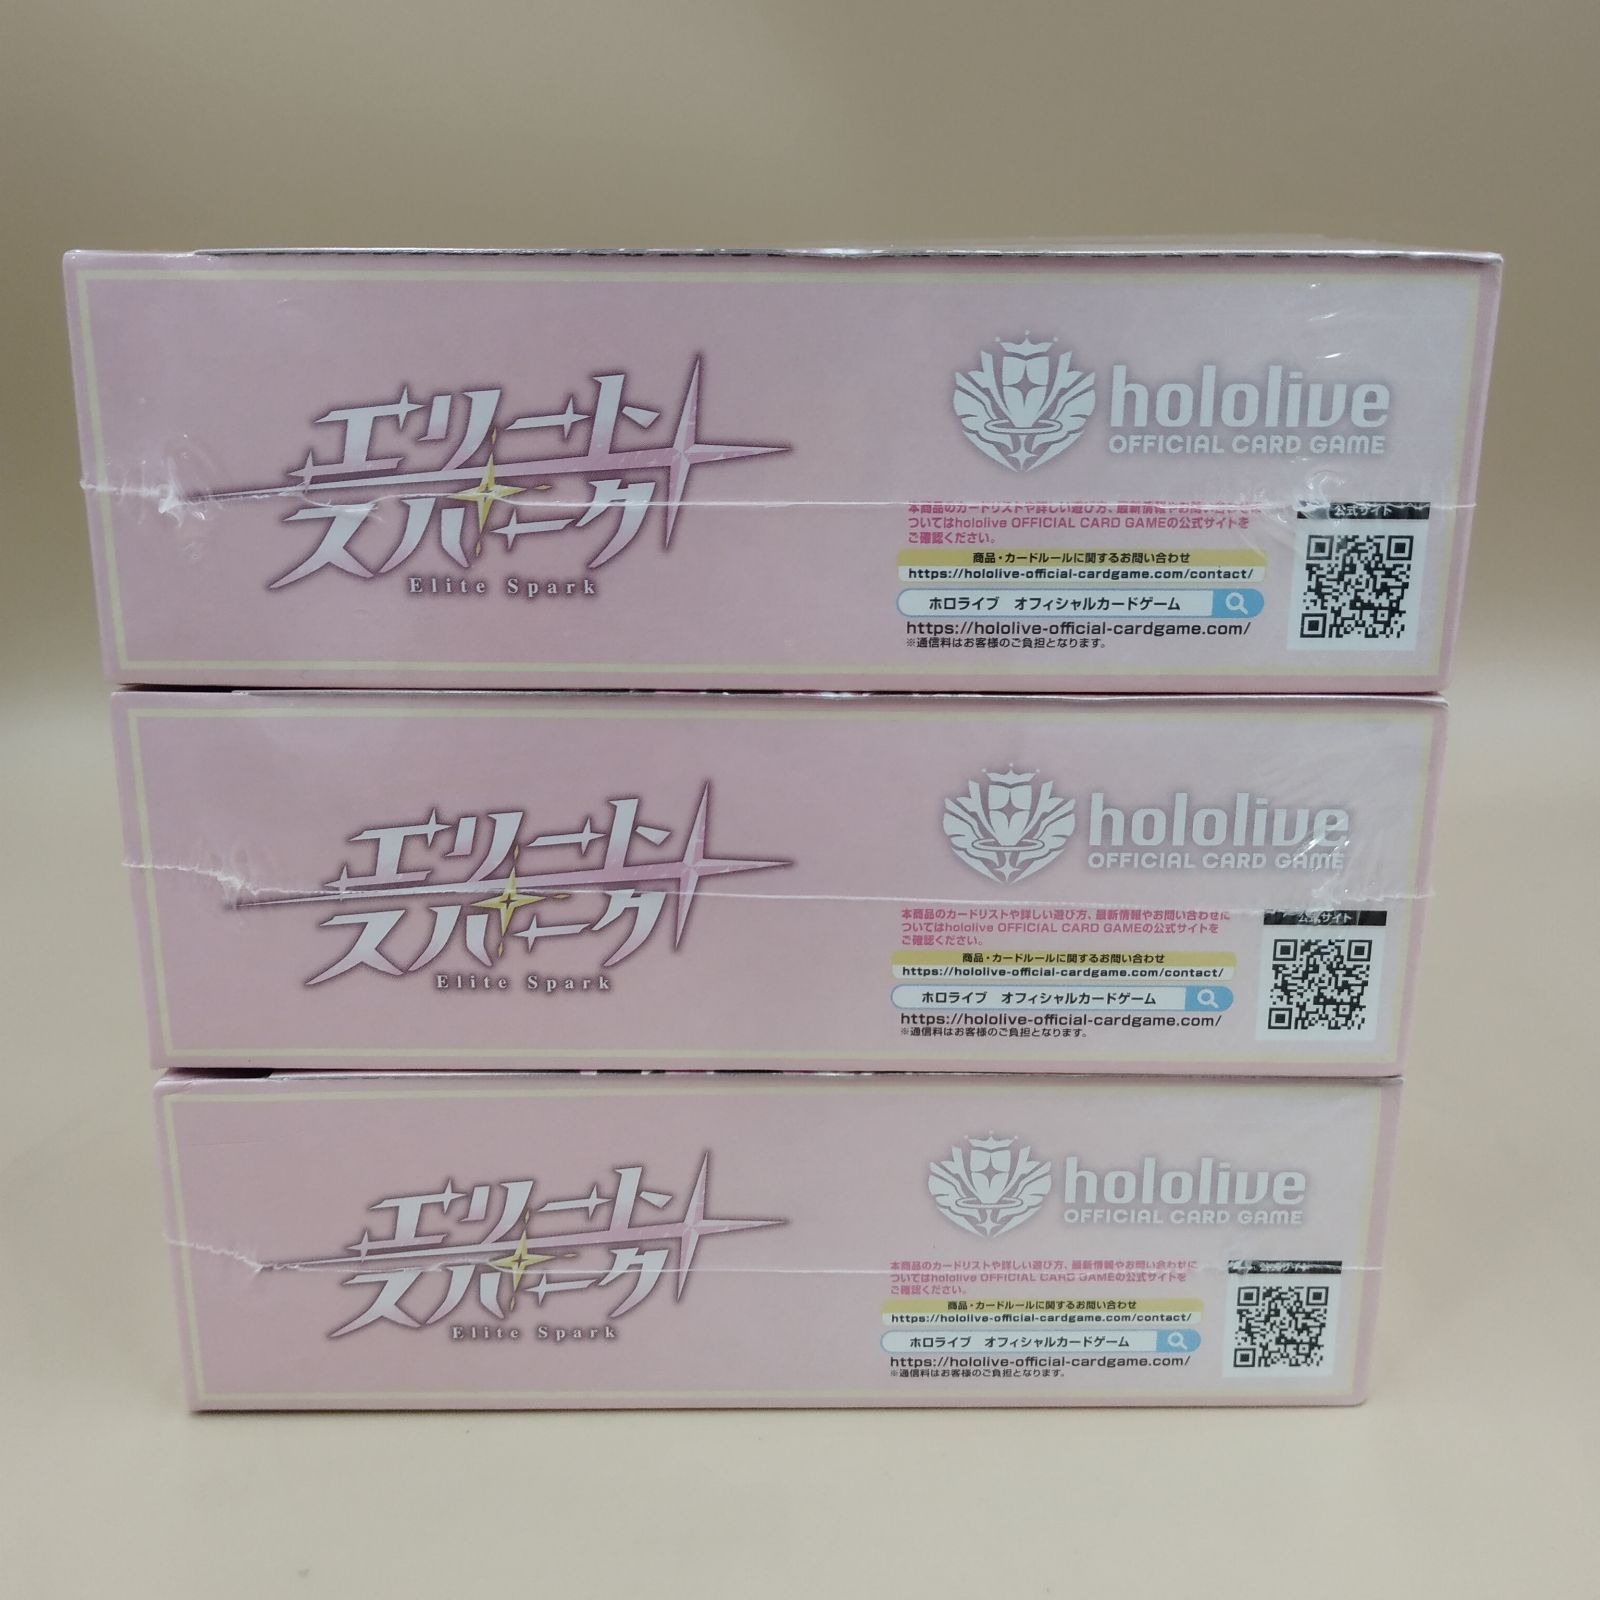 エリート
スパーク
Elite Spark
hololive
OFFICIAL CARD GAME
本商品のカードリストや詳しい遊び方、最新情報やお問い合わせに
ついてはhololive OFFICIAL CARD GAMEの公式サイトを
ご確認ください。
商品・カードルールに関するお問い合わせ
https://hololive-official-cardgame.com/contact/
ホロライブ オフィシャルカードゲーム
https://hololive-official-cardgame.com/
※通信料はお客様のご負担となります。
公式サイト
エリート
スパーク
Elite Spark
hololive
OFFICIAL CARD GAME
本商品のカードリストや詳しい遊び方、最新情報やお問い合わせに
ついてはhololive OFFICIAL CARD GAMEの公式サイトを
ご確認ください。
商品・カードルールに関するお問い合わせ
https://hololive-official-cardgame.com/contact/
ホロライブ オフィシャルカードゲーム
https://hololive-official-cardgame.com/
※通信料はお客様のご負担となります。
公式サイト
エリート
スパーク
Elite Spark
hololive
OFFICIAL CARD GAME
本商品のカードリストや詳しい遊び方、最新情報やお問い合わせに
ついてはhololive OFFICIAL CARD GAMEの公式サイトを
ご確認ください。
商品・カードルールに関するお問い合わせ
https://hololive-official-cardgame.com/contact/
ホロライブ オフィシャルカードゲーム
https://hololive-official-cardgame.com/
※通信料はお客様のご負担となります。
公式サイト